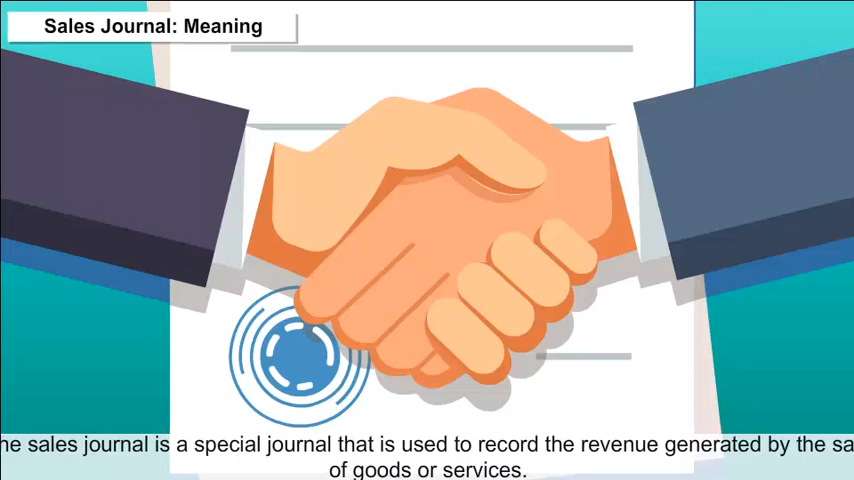 Sales Journal: Meaning
he sales journal is a special journal that is used to record the revenue generated by the sa
of goods or services.